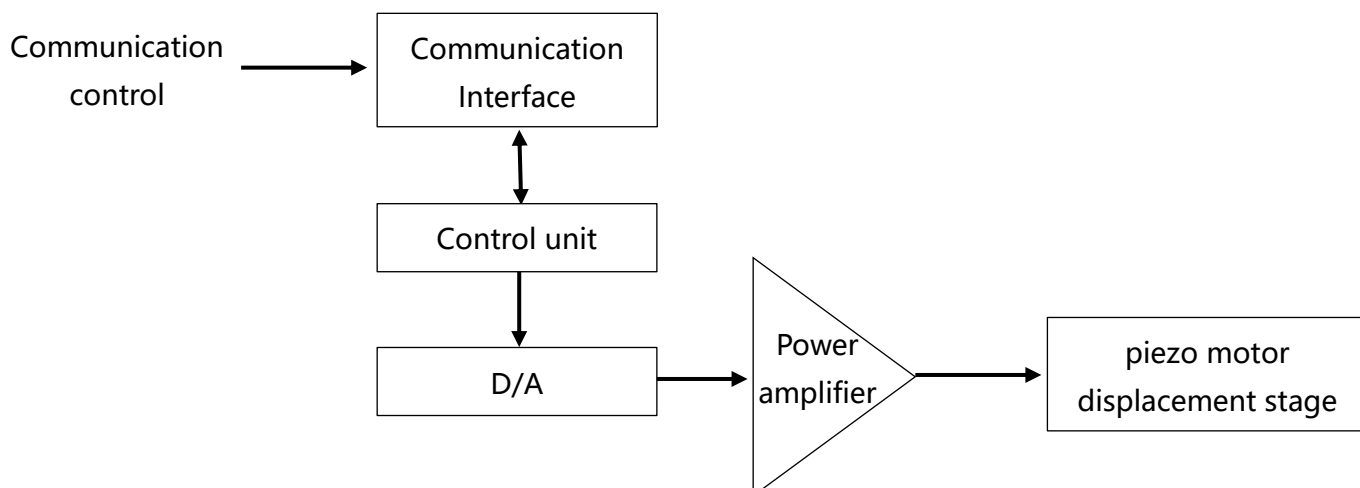 Communication
control
Communication
Interface
Control unit
D/A
Power
amplifier
piezo motor
displacement stage